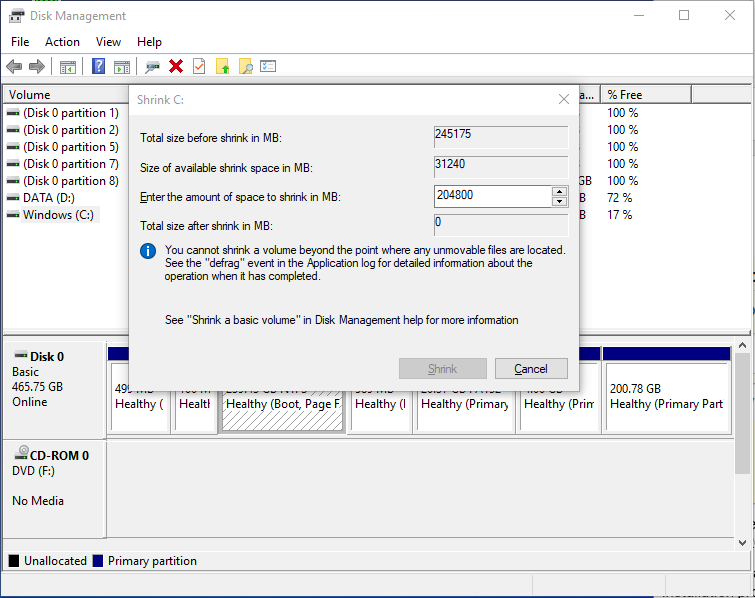 Disk Management
File Action View Help
Volume
a...
% Free
(Disk 0 partition 1)
100 %
(Disk 0 partition 2)
100 %
(Disk 0 partition 5)
100 %
(Disk 0 partition 7)
100 %
(Disk 0 partition 8)
GB
100 %
DATA (D:)
B
72 %
Windows (C:)
B
17 %
Shrink C:
Total size before shrink in MB:
245175
Size of available shrink space in MB:
31240
Enter the amount of space to shrink in MB:
204800
Total size after shrink in MB:
0
You cannot shrink a volume beyond the point where any unmovable files are located.
See the "defrag" event in the Application log for detailed information about the
operation when it has completed.
See "Shrink a basic volume" in Disk Management help for more information
Shrink
Cancel
Disk 0
Basic
465.75 GB
Online
Healthy (
Healtl
Healthy (Boot, Page F
Healthy (I
Healthy (Primary
Healthy (Prim
200.78 GB
Healthy (Primary Part
CD-ROM 0
DVD (F:)
No Media
Unallocated
Primary partition